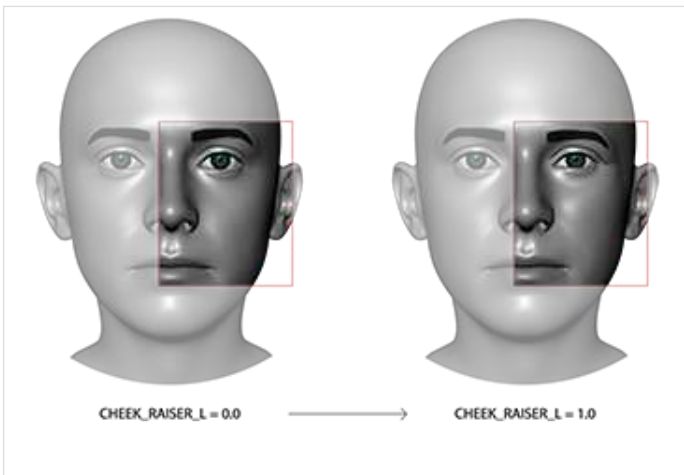 CHEEK_RAISER_L = 0.0
CHEEK_RAISER_L = 1.0